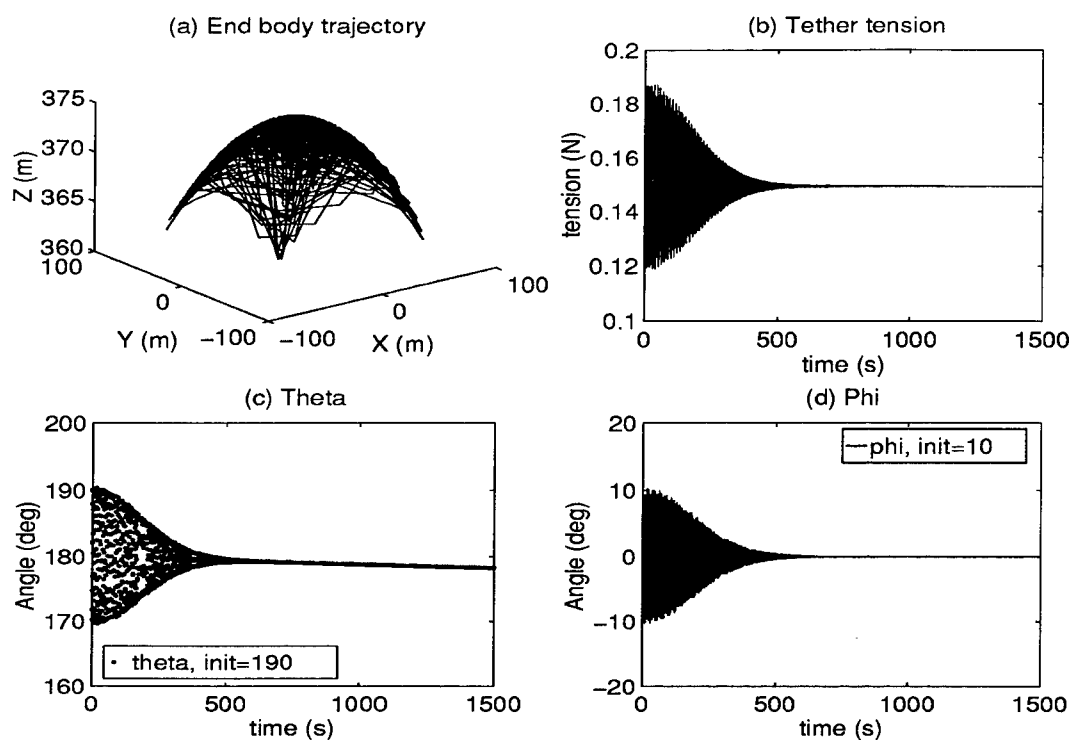 (a) End body trajectory
375
370
365
360
Z (m)
100
0
-100
Y (m)
-100
0
100
X (m)
(b) Tether tension
0.2
0.18
0.16
0.14
0.12
0.1
tension (N)
0
500
1000
1500
time (s)
(c) Theta
200
190
180
170
160
Angle (deg)
theta, init=190
0
500
1000
1500
time (s)
(d) Phi
20
10
0
-10
-20
Angle (deg)
phi, init=10
0
500
1000
1500
time (s)